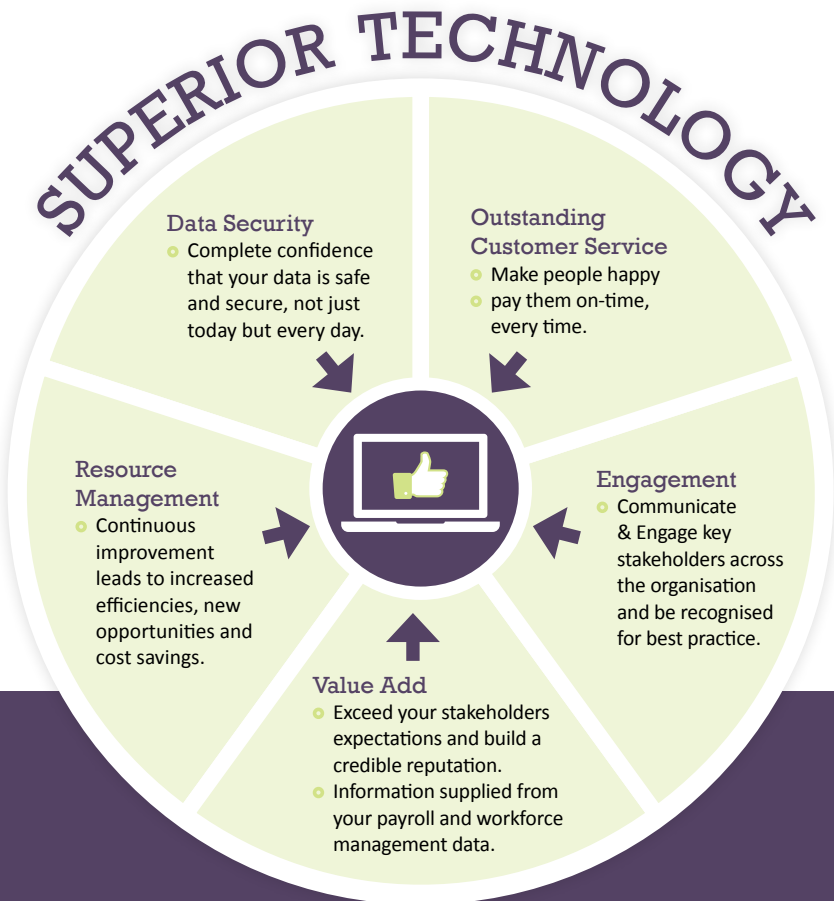 SUPERIOR TECHNOLOGY
Data Security
Complete confidence
that your data is safe
and secure, not just
today but every day.
Outstanding
Customer Service
Make people happy
pay them on-time,
every time.
Resource
Management
Continuous
improvement
leads to increased
efficiencies, new
opportunities and
cost savings.
Engagement
Communicate
& Engage key
stakeholders across
the organisation
and be recognised
for best practice.
Value Add
Exceed your stakeholders
expectations and build a
credible reputation.
Information supplied from
your payroll and workforce
management data.